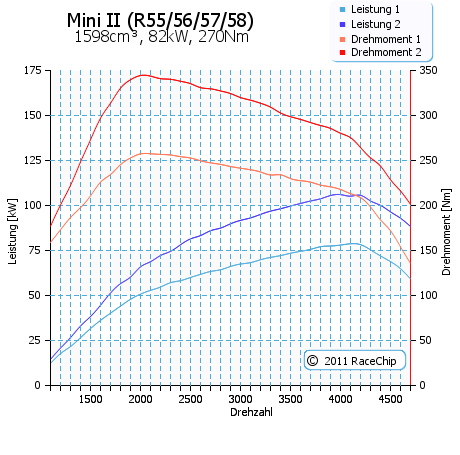 Mini II (R55/56/57/58)
1598cm³, 82kW, 270Nm
Leistung 1
Leistung 2
Drehmoment 1
Drehmoment 2
175
150
125
100
75
50
25
0
Leistung [kW]
350
300
250
200
150
100
50
0
Drehmoment [Nm]
1500 2000 2500 3000 3500 4000 4500
Drehzahl
© 2011 RaceChip